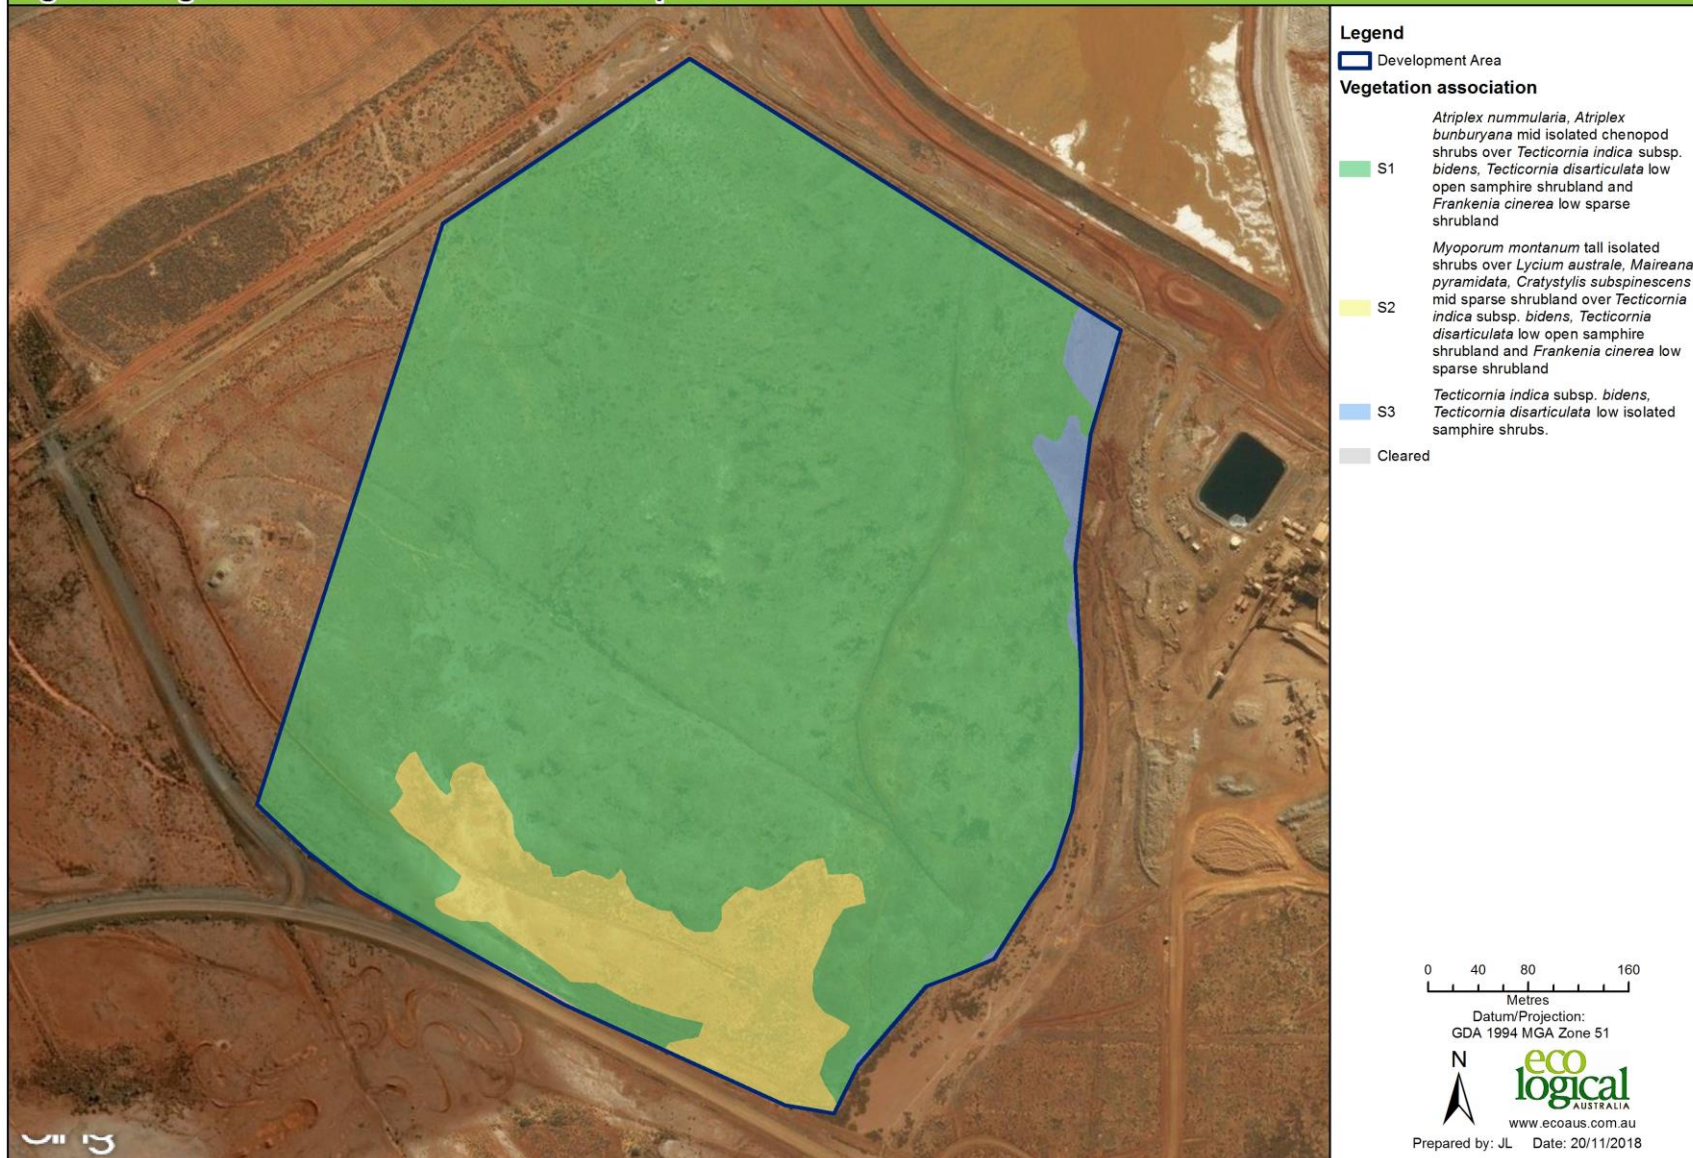 Legend
Development Area
Vegetation association
S1
Atriplex nummularia, Atriplex
bunburyana mid isolated chenopod
shrubs over Tecticornia indica subsp.
bidens, Tecticornia disarticulata low
open samphire shrubland and
Frankenia cinerea low sparse
shrubland
S2
Myoporum montanum tall isolated
shrubs over Lycium australe, Maireana
pyramidata, Cratystylis subspinescens
mid sparse shrubland over Tecticornia
indica subsp. bidens, Tecticornia
disarticulata low open samphire
shrubland and Frankenia cinerea low
sparse shrubland
S3
Tecticornia indica subsp. bidens,
Tecticornia disarticulata low isolated
samphire shrubs.
Cleared
0 40 80 160
Metres
Datum/Projection:
GDA 1994 MGA Zone 51
N
eco
logical
AUSTRALIA
www.ecoaus.com.au
Prepared by: JL Date: 20/11/2018